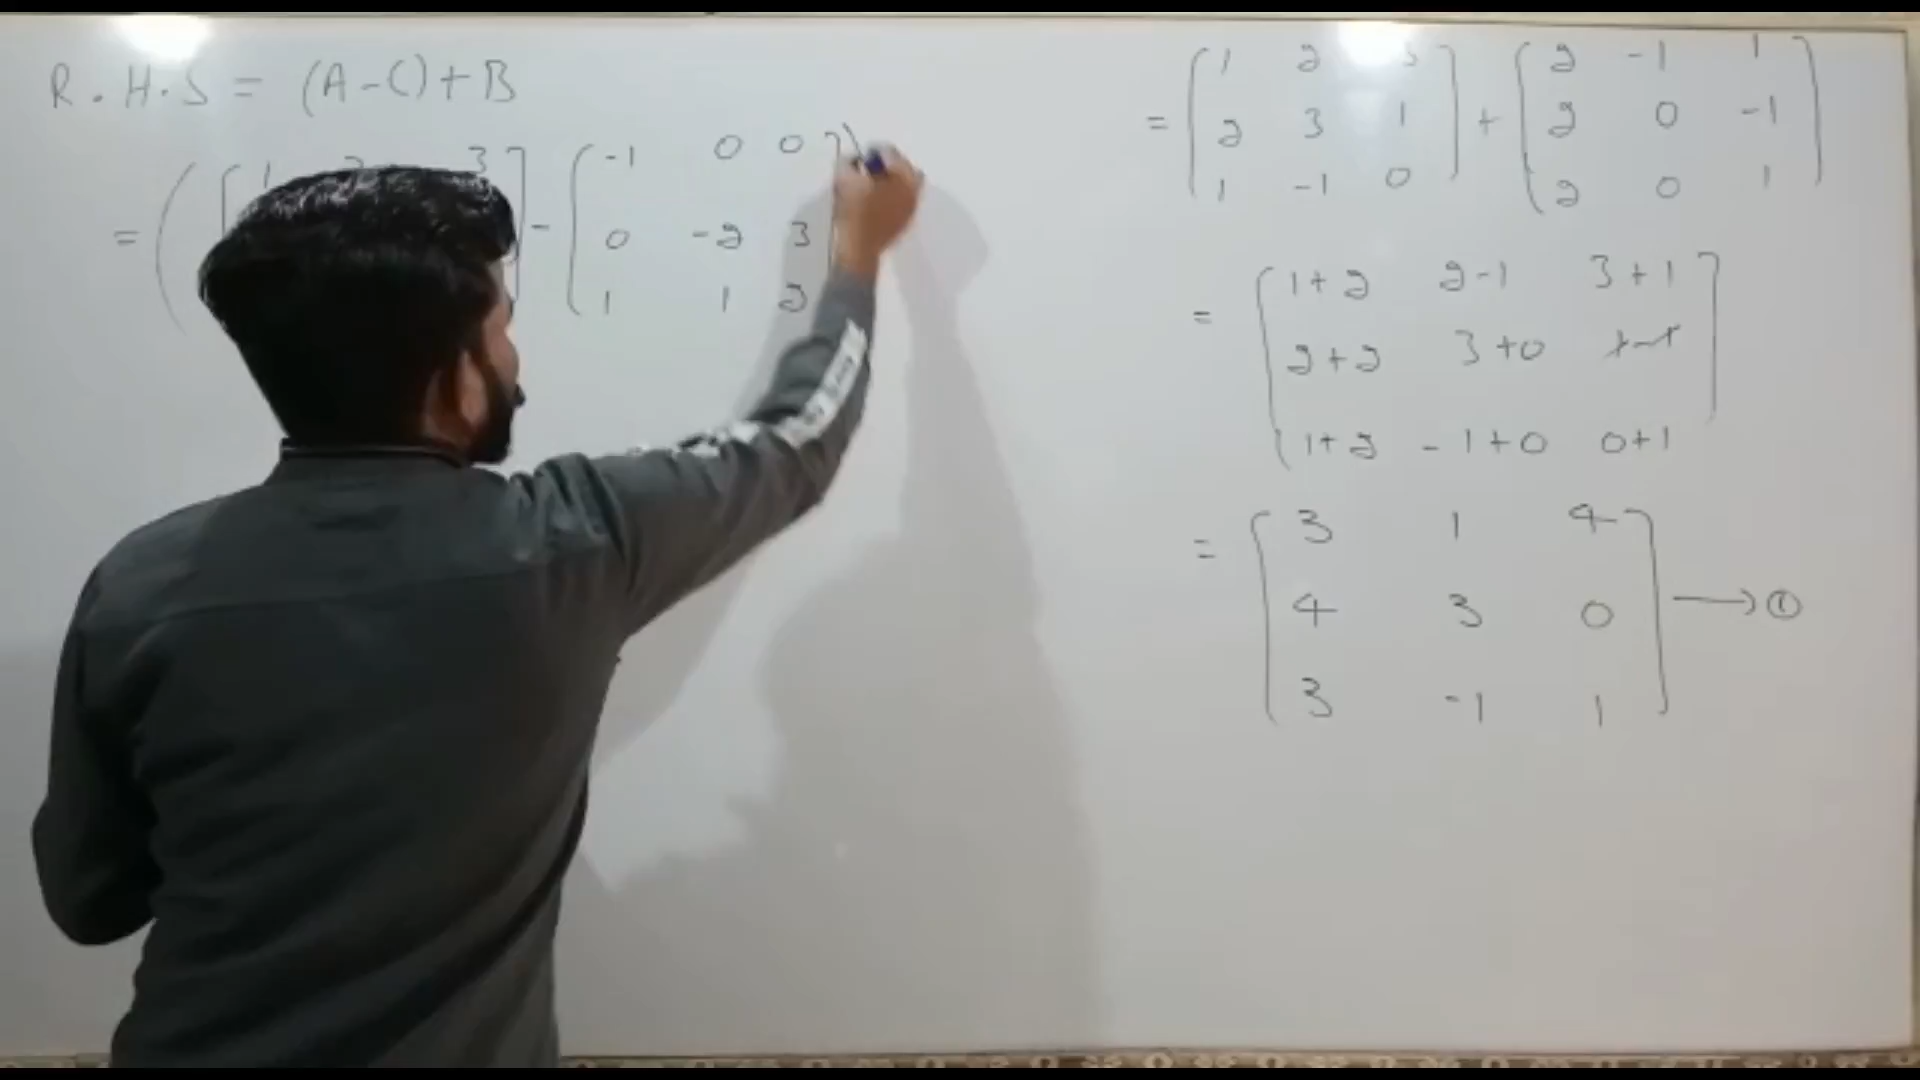 R.H.S = (A-C)+B
3 -1 0 0
= ( - 0 -2 3
1 1 2
= 1 2 3 + 2 -1 1
2 3 1 2 0 -1
1 -1 0 2 0 1
= 1+2 2-1 3+1
2+2 3+0 1-1
1+2 -1+0 0+1
= 3 1 4
4 3 0 → ①
3 -1 1